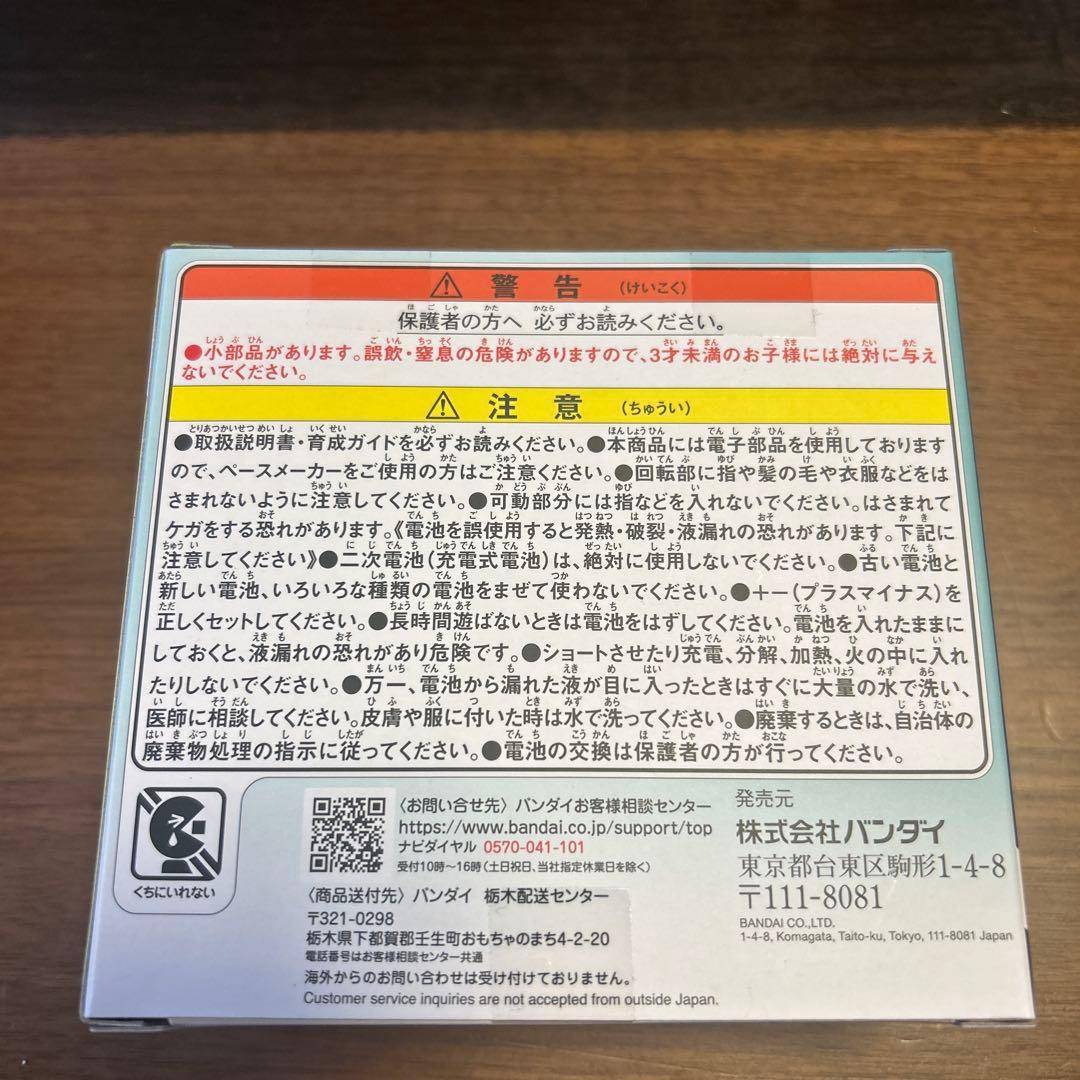 ⚠ 警告 (けいこく)
保護者の方へ 必ずお読みください。
●小部品があります。誤飲・窒息の危険がありますので、3才未満のお子様には絶対に与え
ないでください。
⚠ 注意 (ちゅうい)
●取扱説明書・育成ガイドを必ずお読みください。●本商品には電子部品を使用しております
ので、ペースメーカーをご使用の方はご注意ください。●回転部に指や髪の毛や衣服などをは
さまれないように注意してください。●可動部分には指などを入れないでください。はさまれて
ケガをする恐れがあります。《電池を誤使用すると発熱・破裂・液漏れの恐れがあります。下記に
注意してください》●二次電池(充電式電池)は、絶対に使用しないでください。●古い電池と
新しい電池、いろいろな種類の電池をまぜて使わないでください。●+-(プラスマイナス)を
正しくセットしてください。●長時間遊ばないときは電池をはずしてください。電池を入れたままに
しておくと、液漏れの恐れがあり危険です。●ショートさせたり充電、分解、加熱、火の中に入れ
たりしないでください。●万一、電池から漏れた液が目に入ったときはすぐに大量の水で洗い、
医師に相談してください。皮膚や服に付いた時は水で洗ってください。●廃棄するときは、自治体の
廃棄物処理の指示に従ってください。●電池の交換は保護者の方が行ってください。
くちにいれない
〈お問い合せ先〉バンダイお客様相談センター
https://www.bandai.co.jp/support/top
ナビダイヤル 0570-041-101
受付10時～16時(土日祝日、当社指定休業日を除く)
〈商品送付先〉バンダイ 栃木配送センター
〒321-0298
栃木県下都賀郡壬生町おもちゃのまち4-2-20
電話番号はお客様相談センター共通
海外からのお問い合わせは受け付けておりません。
Customer service inquiries are not accepted from outside Japan.
発売元
株式会社バンダイ
東京都台東区駒形1-4-8
〒111-8081
BANDAI CO.,LTD.
1-4-8, Komagata, Taito-ku, Tokyo, 111-8081 Japan